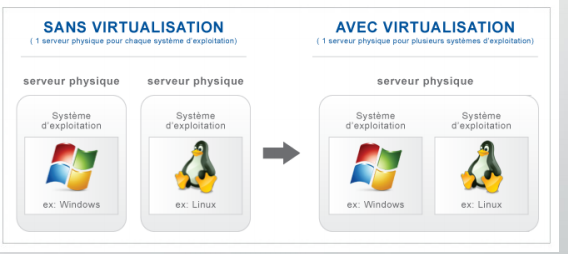 SANS VIRTUALISATION
( 1 serveur physique pour chaque système d'exploitation)
serveur physique
serveur physique
Système
d'exploitation
ex: Windows
Système
d'exploitation
ex: Linux
AVEC VIRTUALISATION
( 1 serveur physique pour plusieurs systèmes d'exploitation)
serveur physique
Système
d'exploitation
ex: Windows
Système
d'exploitation
ex: Linux